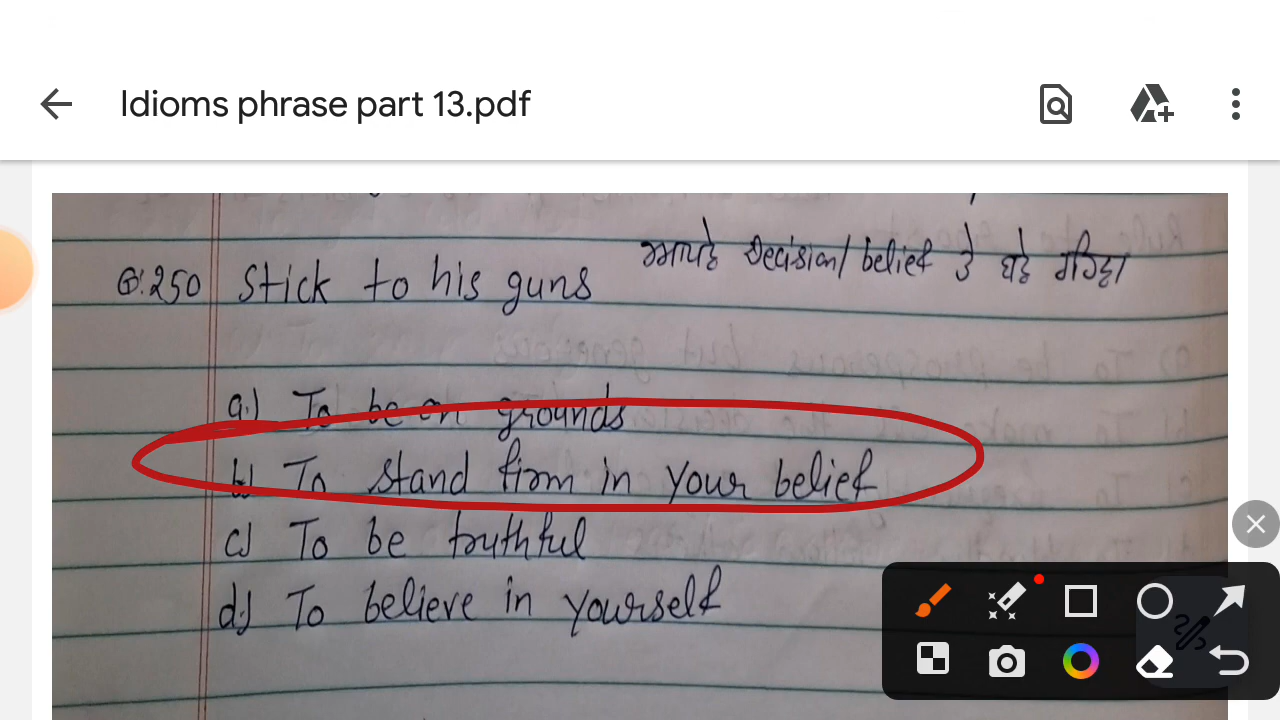 Idioms phrase part 13.pdf
ਆਪਣੇ Decision/ belief ਤੇ ਖੜੇ ਰਹਿਣਾ
Q.250 Stick to his guns
a.) To be on grounds
b) To stand firm in your belief
c) To be truthful
d.) To believe in yourself